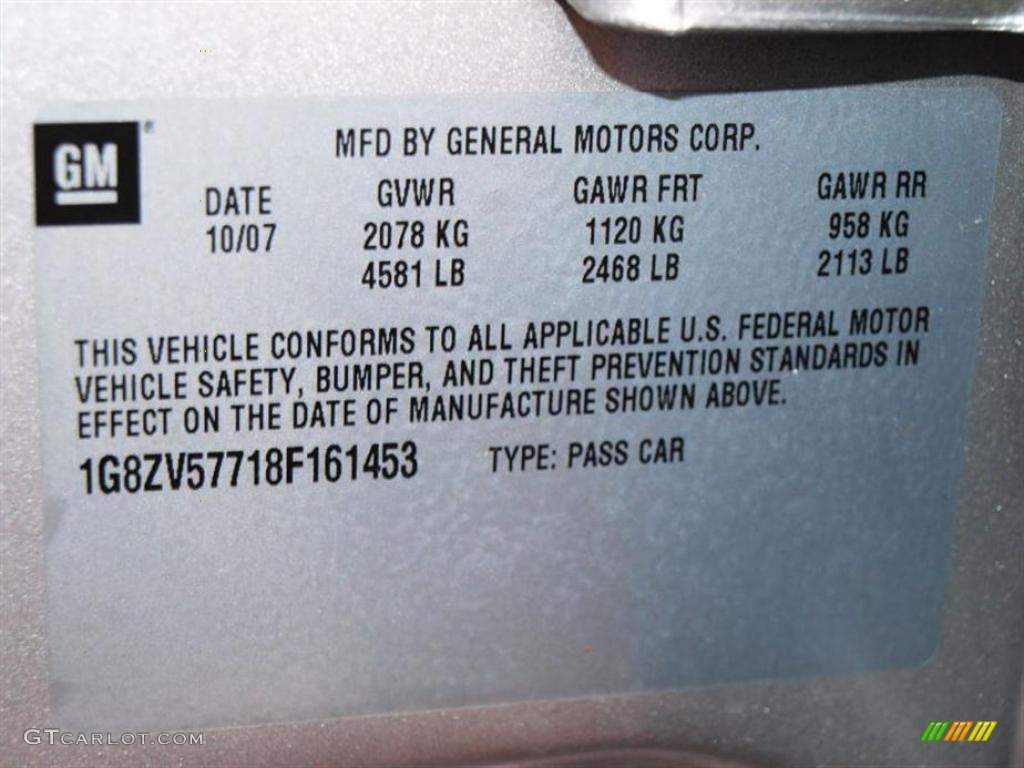 GM
MFD BY GENERAL MOTORS CORP.
DATE GVWR GAWR FRT GAWR RR
10/07 2078 KG 1120 KG 958 KG
4581 LB 2468 LB 2113 LB
THIS VEHICLE CONFORMS TO ALL APPLICABLE U.S. FEDERAL MOTOR
VEHICLE SAFETY, BUMPER, AND THEFT PREVENTION STANDARDS IN
EFFECT ON THE DATE OF MANUFACTURE SHOWN ABOVE.
1G8ZV57718F161453 TYPE: PASS CAR
GTCARLOT.COM